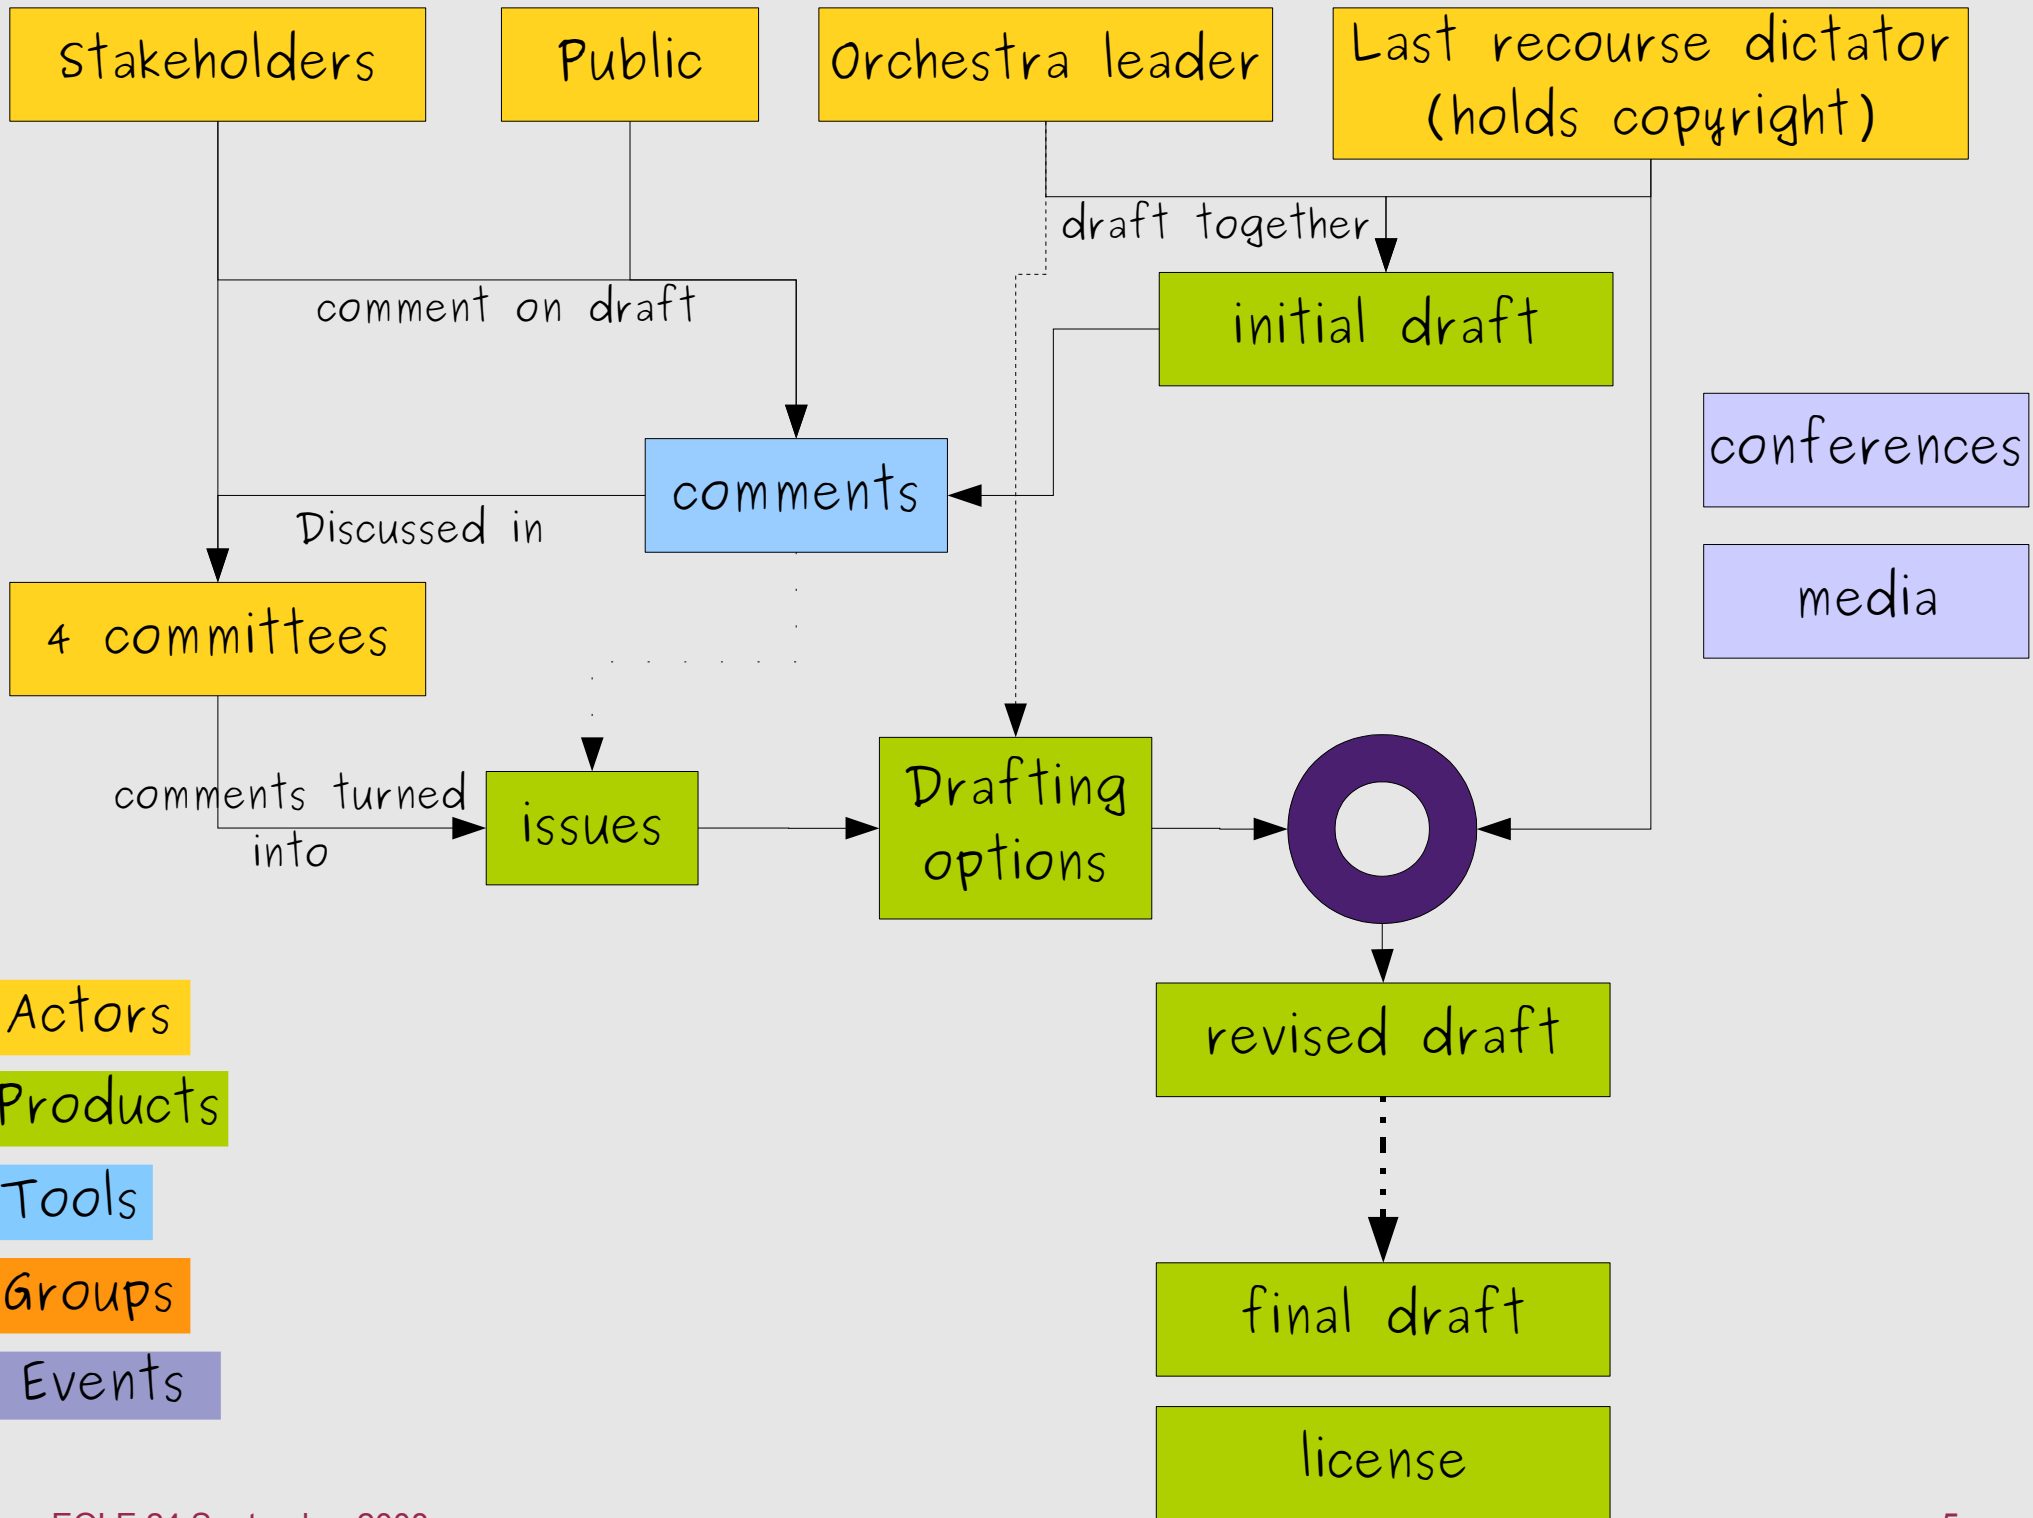 Stakeholders
Public
Orchestra leader
Last recourse dictator
(holds copyright)
draft together
comment on draft
initial draft
conferences
comments
Discussed in
media
4 committees
comments turned
into
issues
Drafting
options
Actors
revised draft
Products
Tools
Groups
final draft
Events
license